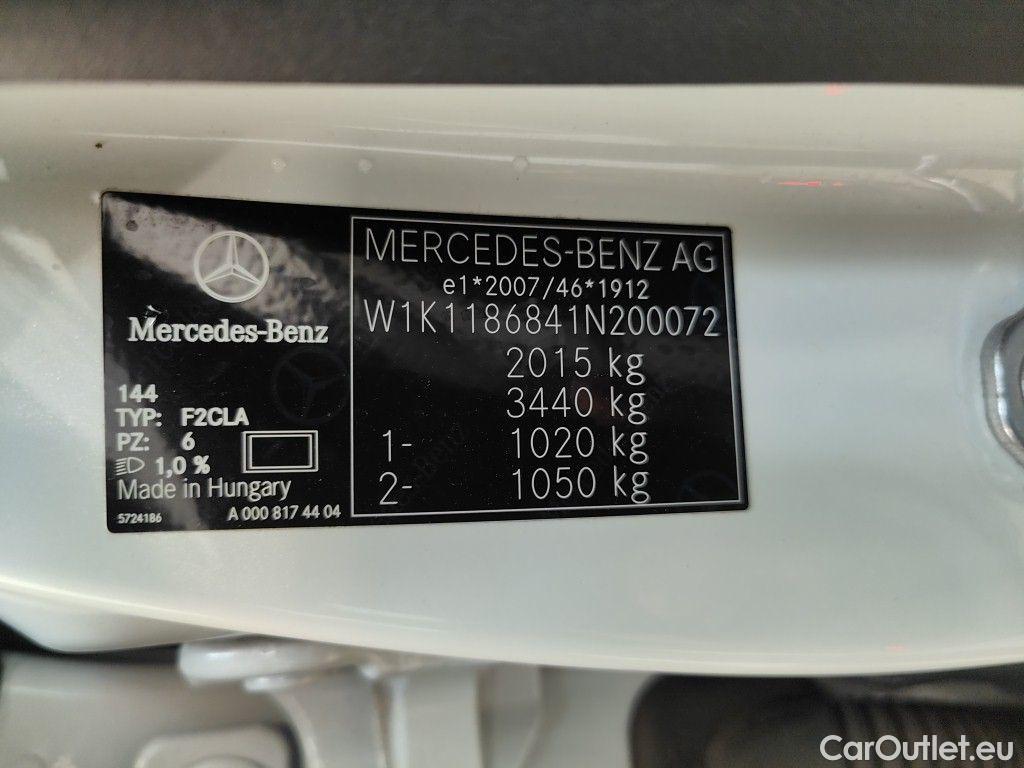 Mercedes-Benz
144
TYP: F2CLA
PZ: 6
1,0 %
Made in Hungary
5724186 A 000 817 44 04
MERCEDES-BENZ AG
e1*2007/46*1912
W1K1186841N200072
2015 kg
3440 kg
1- 1020 kg
2- 1050 kg
CarOutlet.eu